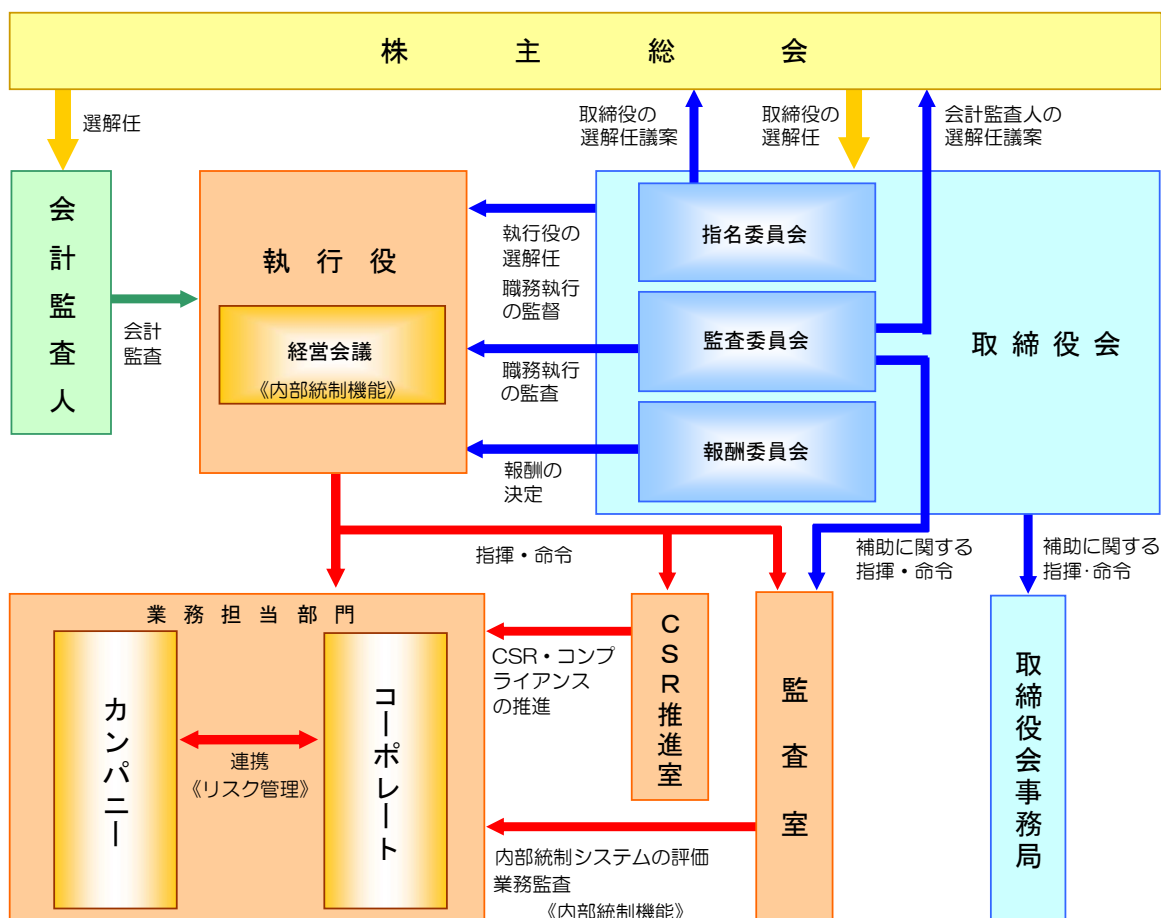 株主総会
選解任
取締役の
選解任議案
取締役の
選解任
会計監査人の
選解任議案
会計監査人
会計
監査
執行役
経営会議
《内部統制機能》
執行役の
選解任
職務執行
の監督
職務執行
の監査
報酬の
決定
指名委員会
監査委員会
報酬委員会
取締役会
指揮・命令
補助に関する
指揮・命令
補助に関する
指揮･命令
業務担当部門
カンパニー
連携
《リスク管理》
コーポレート
CSR・コンプ
ライアンス
の推進
CSR推進室
監査室
取締役会事務局
内部統制システムの評価
業務監査
《内部統制機能》